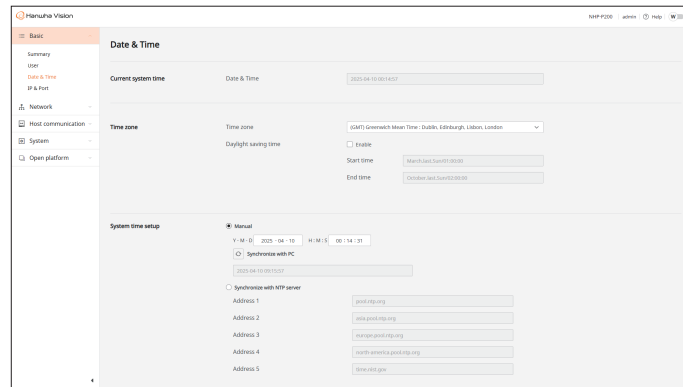 Hanwha Vision
NHP-P200 admin Help W
Basic
Summary
User
Date & Time
IP & Port
Network
Host communication
System
Open platform
Date & Time
Current system time Date & Time 2025-04-10 00:14:57
Time zone Time zone (GMT) Greenwich Mean Time : Dublin, Edinburgh, Lisbon, London
Daylight saving time Enable
Start time March.last.Sun/01:00:00
End time October.last.Sun/02:00:00
System time setup Manual
Y - M - D 2025 - 04 - 10 H : M : S 00 : 14 : 31
Synchronize with PC
2025-04-10 09:15:57
Synchronize with NTP server
Address 1 pool.ntp.org
Address 2 asia.pool.ntp.org
Address 3 europe.pool.ntp.org
Address 4 north-america.pool.ntp.org
Address 5 time.nist.gov